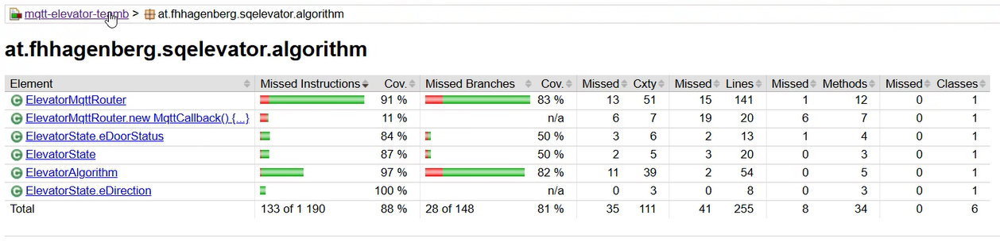 mqtt-elevator-teamb > at.fhhagenberg.sqelevator.algorithm
at.fhhagenberg.sqelevator.algorithm
Element Missed Instructions Cov. Missed Branches Cov. Missed Cxty Missed Lines Missed Methods Missed Classes
ElevatorMqttRouter 91 % 83 % 13 51 15 141 1 12 0 1
ElevatorMqttRouter.new MqttCallback() {...} 11 % n/a 6 7 19 20 6 7 0 1
ElevatorState.eDoorStatus 84 % 50 % 3 6 2 13 1 4 0 1
ElevatorState 87 % 50 % 2 5 3 20 0 3 0 1
ElevatorAlgorithm 97 % 82 % 11 39 2 54 0 5 0 1
ElevatorState.eDirection 100 % n/a 0 3 0 8 0 3 0 1
Total 133 of 1 190 88 % 28 of 148 81 % 35 111 41 255 8 34 0 6